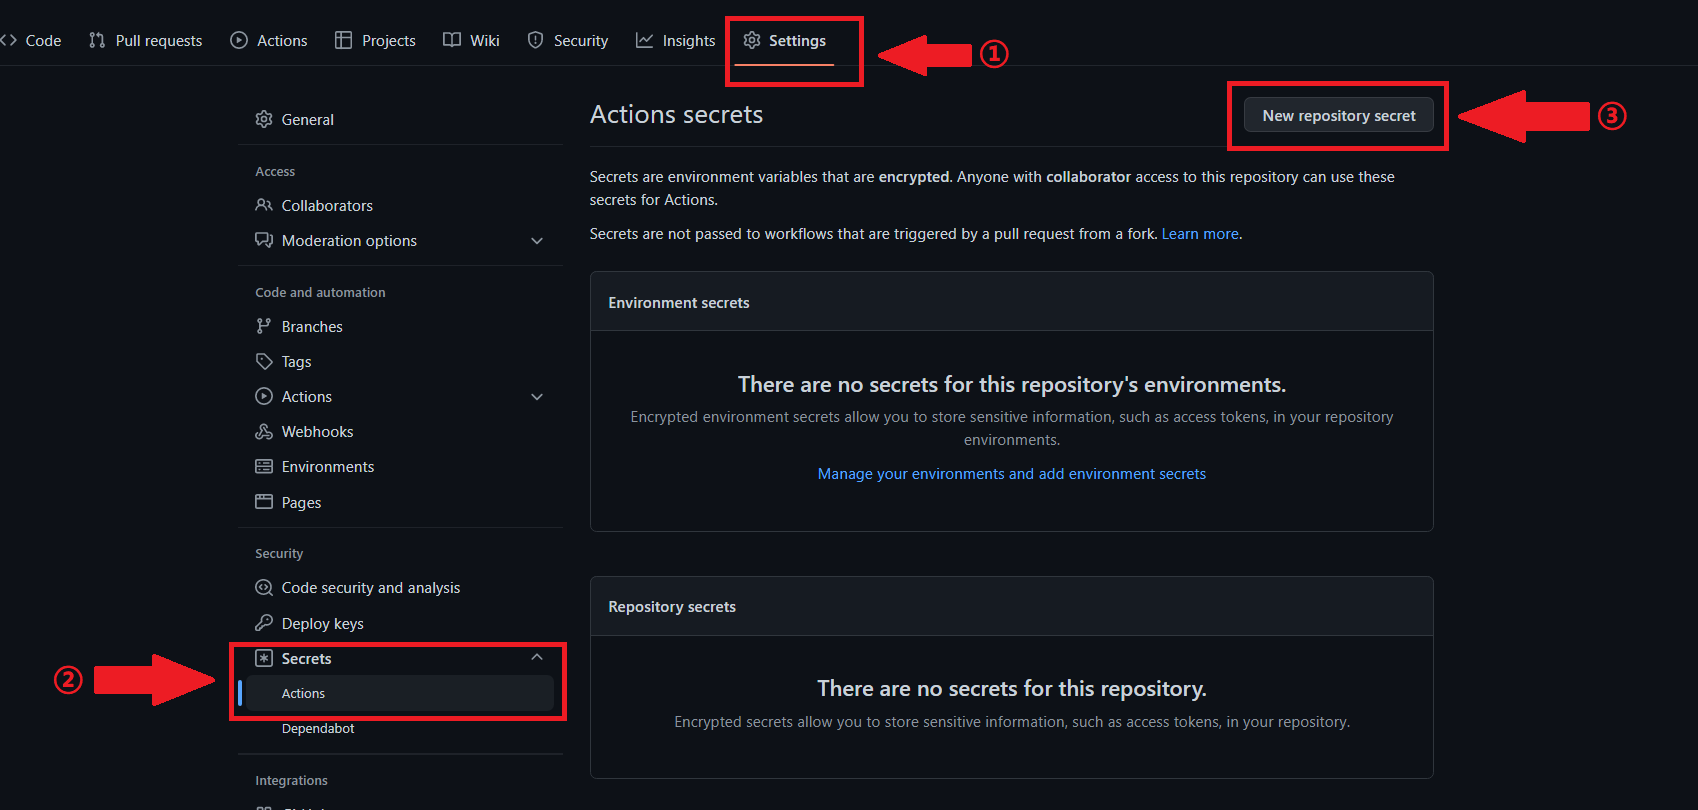 Code
Pull requests
Actions
Projects
Wiki
Security
Insights
Settings
①
General
Access
Collaborators
Moderation options
Code and automation
Branches
Tags
Actions
Webhooks
Environments
Pages
Security
Code security and analysis
Deploy keys
②
Secrets
Actions
Dependabot
Integrations
Actions secrets
New repository secret
③
Secrets are environment variables that are encrypted. Anyone with collaborator access to this repository can use these
secrets for Actions.
Secrets are not passed to workflows that are triggered by a pull request from a fork. Learn more.
Environment secrets
There are no secrets for this repository's environments.
Encrypted environment secrets allow you to store sensitive information, such as access tokens, in your repository
environments.
Manage your environments and add environment secrets
Repository secrets
There are no secrets for this repository.
Encrypted secrets allow you to store sensitive information, such as access tokens, in your repository.